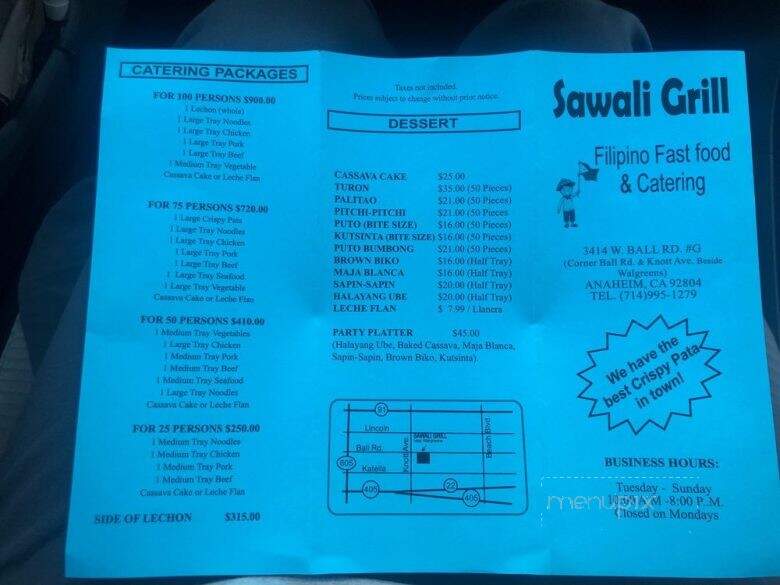 CATERING PACKAGES
FOR 100 PERSONS $900.00
1 Lechon (whole)
1 Large Tray Noodles
1 Large Tray Chicken
1 Large Tray Pork
1 Large Tray Beef
1 Medium Tray Vegetable
Cassava Cake or Leche Flan
FOR 75 PERSONS $720.00
1 Large Crispy Pata
1 Large Tray Noodles
1 Large Tray Chicken
1 Large Tray Pork
1 Large Tray Beef
1 Large Tray Seafood
1 Large Tray Vegetable
Cassava Cake or Leche Flan
FOR 50 PERSONS $410.00
1 Medium Tray Vegetables
1 Large Tray Chicken
1 Medium Tray Pork
1 Medium Tray Beef
1 Medium Tray Seafood
1 Large Tray Noodles
Cassava Cake or Leche Flan
FOR 25 PERSONS $250.00
1 Medium Tray Noodles
1 Medium Tray Chicken
1 Medium Tray Pork
1 Medium Tray Beef
Cassava Cake or Leche Flan
SIDE OF LECHON $315.00
Taxes not included.
Prices subject to change without prior notice.
DESSERT
CASSAVA CAKE $25.00
TURON $35.00 (50 Pieces)
PALITAO $21.00 (50 Pieces)
PITCHI-PITCHI $21.00 (50 Pieces
PUTO (BITE SIZE) $16.00 (50 Pieces)
KUTSINTA (BITE SIZE) $16.00 (50 Pieces)
PUTO BUMBONG $21.00 (50 Pieces)
BROWN BIKO $16.00 (Half Tray)
MAJA BLANCA $16.00 (Half Tray)
SAPIN-SAPIN $20.00 (Half Tray)
HALAYANG UBE $20.00 (Half Tray)
LECHE FLAN $ 7.99 / Llanera
PARTY PLATTER $45.00
(Halayang Ube, Baked Cassava, Maja Blanca,
Sapin-Sapin, Brown Biko, Kutsinta)
91
Lincoln
Ball Rd.
Katella
605
405
22
405
Knott Ave.
Beach Blvd
SAWALI GRILL
Sawali Grill
Filipino Fast food
& Catering
3414 W. BALL RD. #G
(Corner Ball Rd. & Knott Ave. Beside
Walgreens)
ANAHEIM, CA 92804
TEL. (714)995-1279
We have the
best Crispy Pata
in town!
BUSINESS HOURS:
Tuesday - Sunday
10:00 A.M -8:00 P..M.
Closed on Mondays
menupix